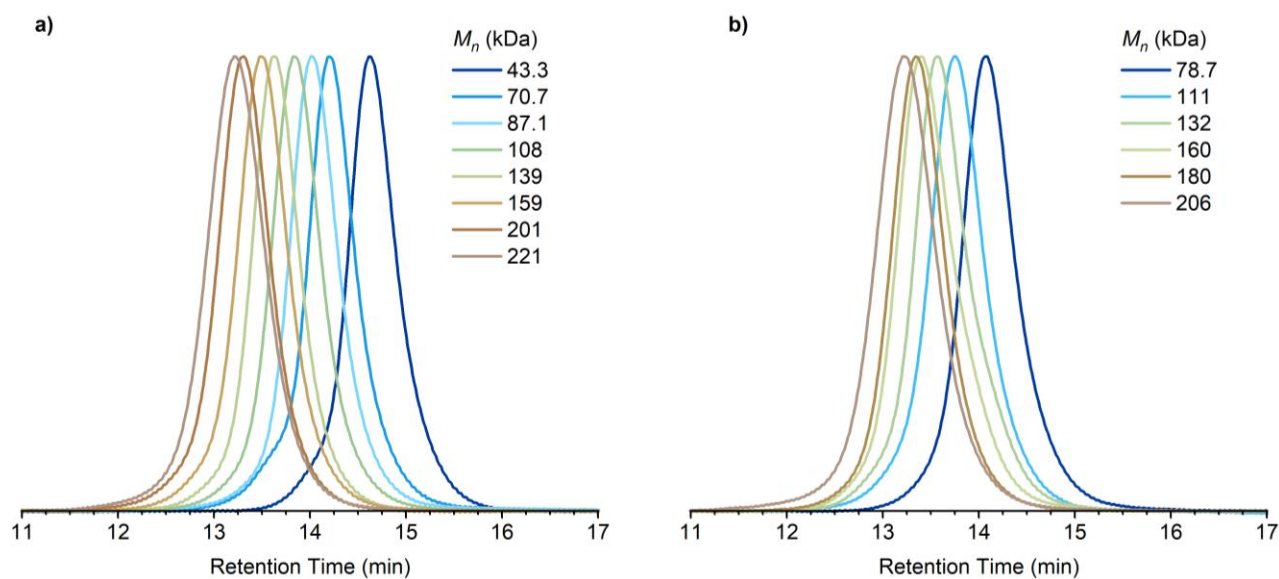 a)
Mn (kDa)
43.3
70.7
87.1
108
139
159
201
221
11 12 13 14 15 16 17
Retention Time (min)
b)
Mn (kDa)
78.7
111
132
160
180
206
11 12 13 14 15 16 17
Retention Time (min)